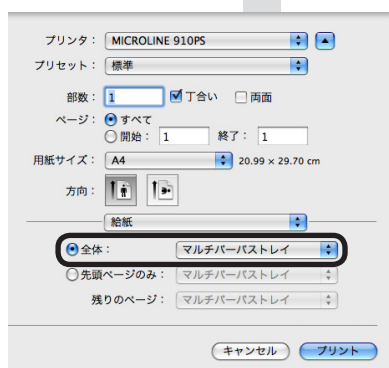 プリンタ： MICROLINE 910PS
プリセット： 標準
部数： 1 丁合い 両面
ページ： すべて
開始： 1 終了： 1
用紙サイズ： A4 20.99 × 29.70 cm
方向：
給紙
全体： マルチパーパストレイ
先頭ページのみ： マルチパーパストレイ
残りのページ： マルチパーパストレイ
キャンセル プリント